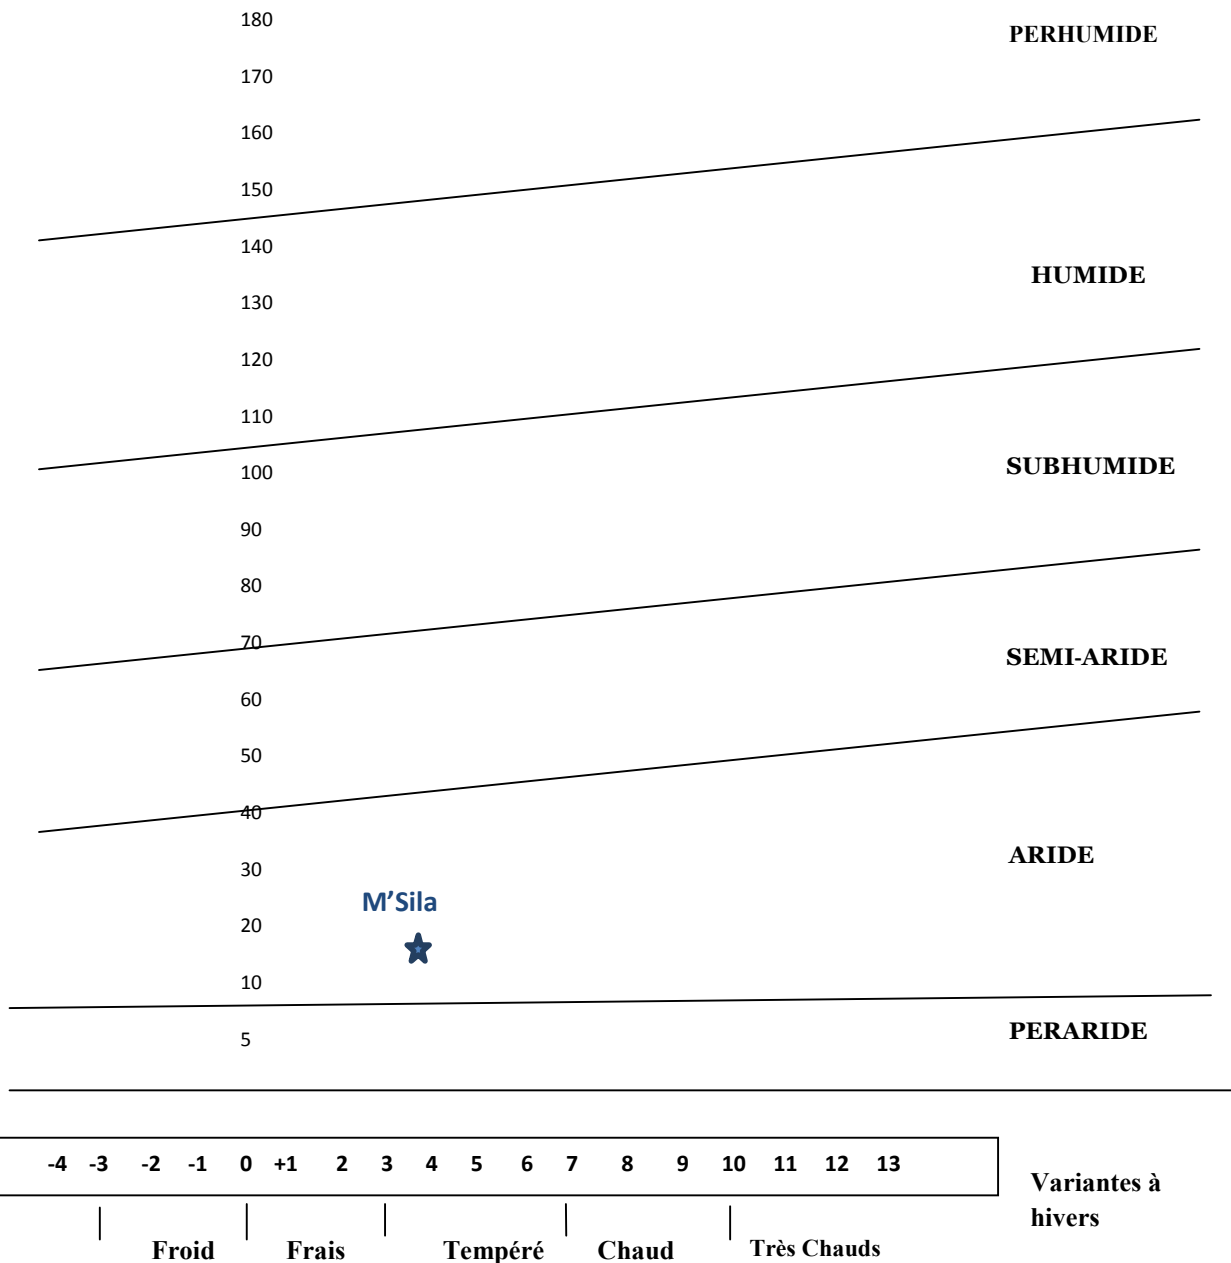 180
PERHUMIDE
170
160
150
140
HUMIDE
130
120
110
100
SUBHUMIDE
90
80
70
SEMI-ARIDE
60
50
40
ARIDE
30
M’Sila
20
10
PERARIDE
5
-4 -3 -2 -1 0 +1 2 3 4 5 6 7 8 9 10 11 12 13
Variantes à
hivers
Froid Frais Tempéré Chaud Très Chauds